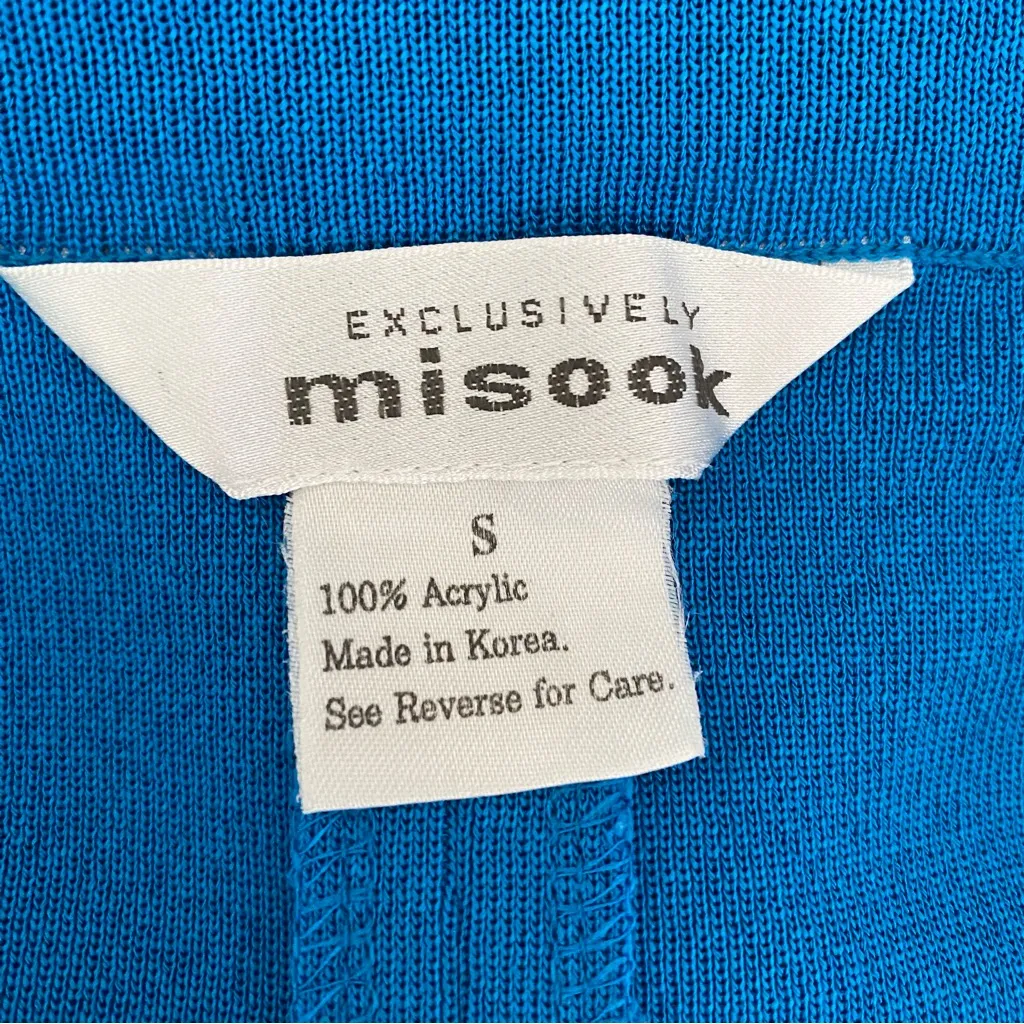 EXCLUSIVELY
misook
S
100% Acrylic
Made in Korea.
See Reverse for Care.